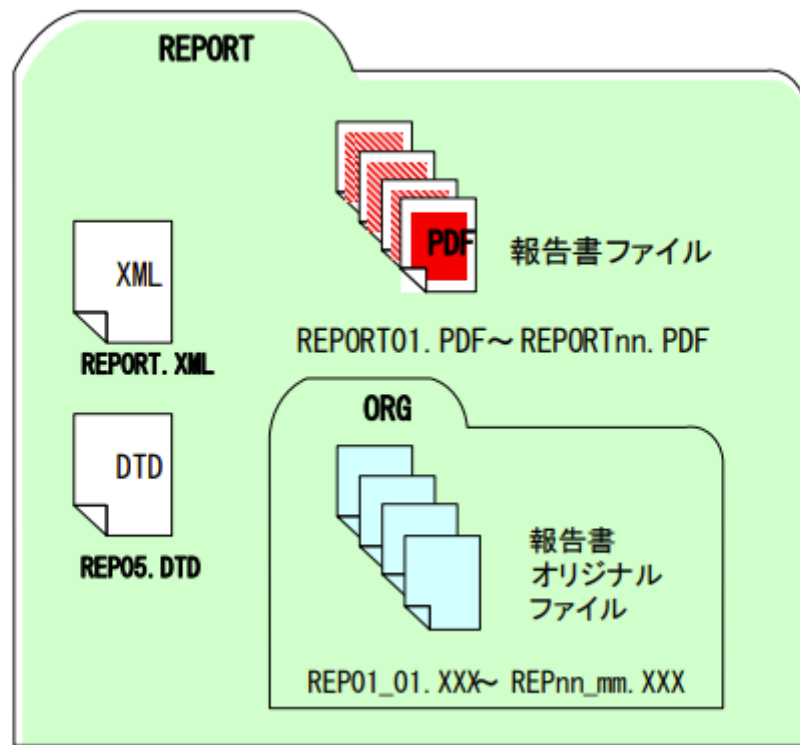 REPORT
PDF
報告書ファイル
XML
REPORT.XML
REPORT01.PDF～REPORTnn.PDF
ORG
DTD
REP05.DTD
報告書
オリジナル
ファイル
REP01_01.XXX～ REPnn_mm.XXX